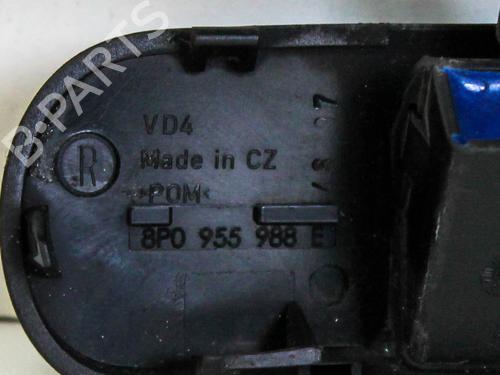 B-PARTS
VD4
Made in CZ
>POM<
8P0 955 988 E
R